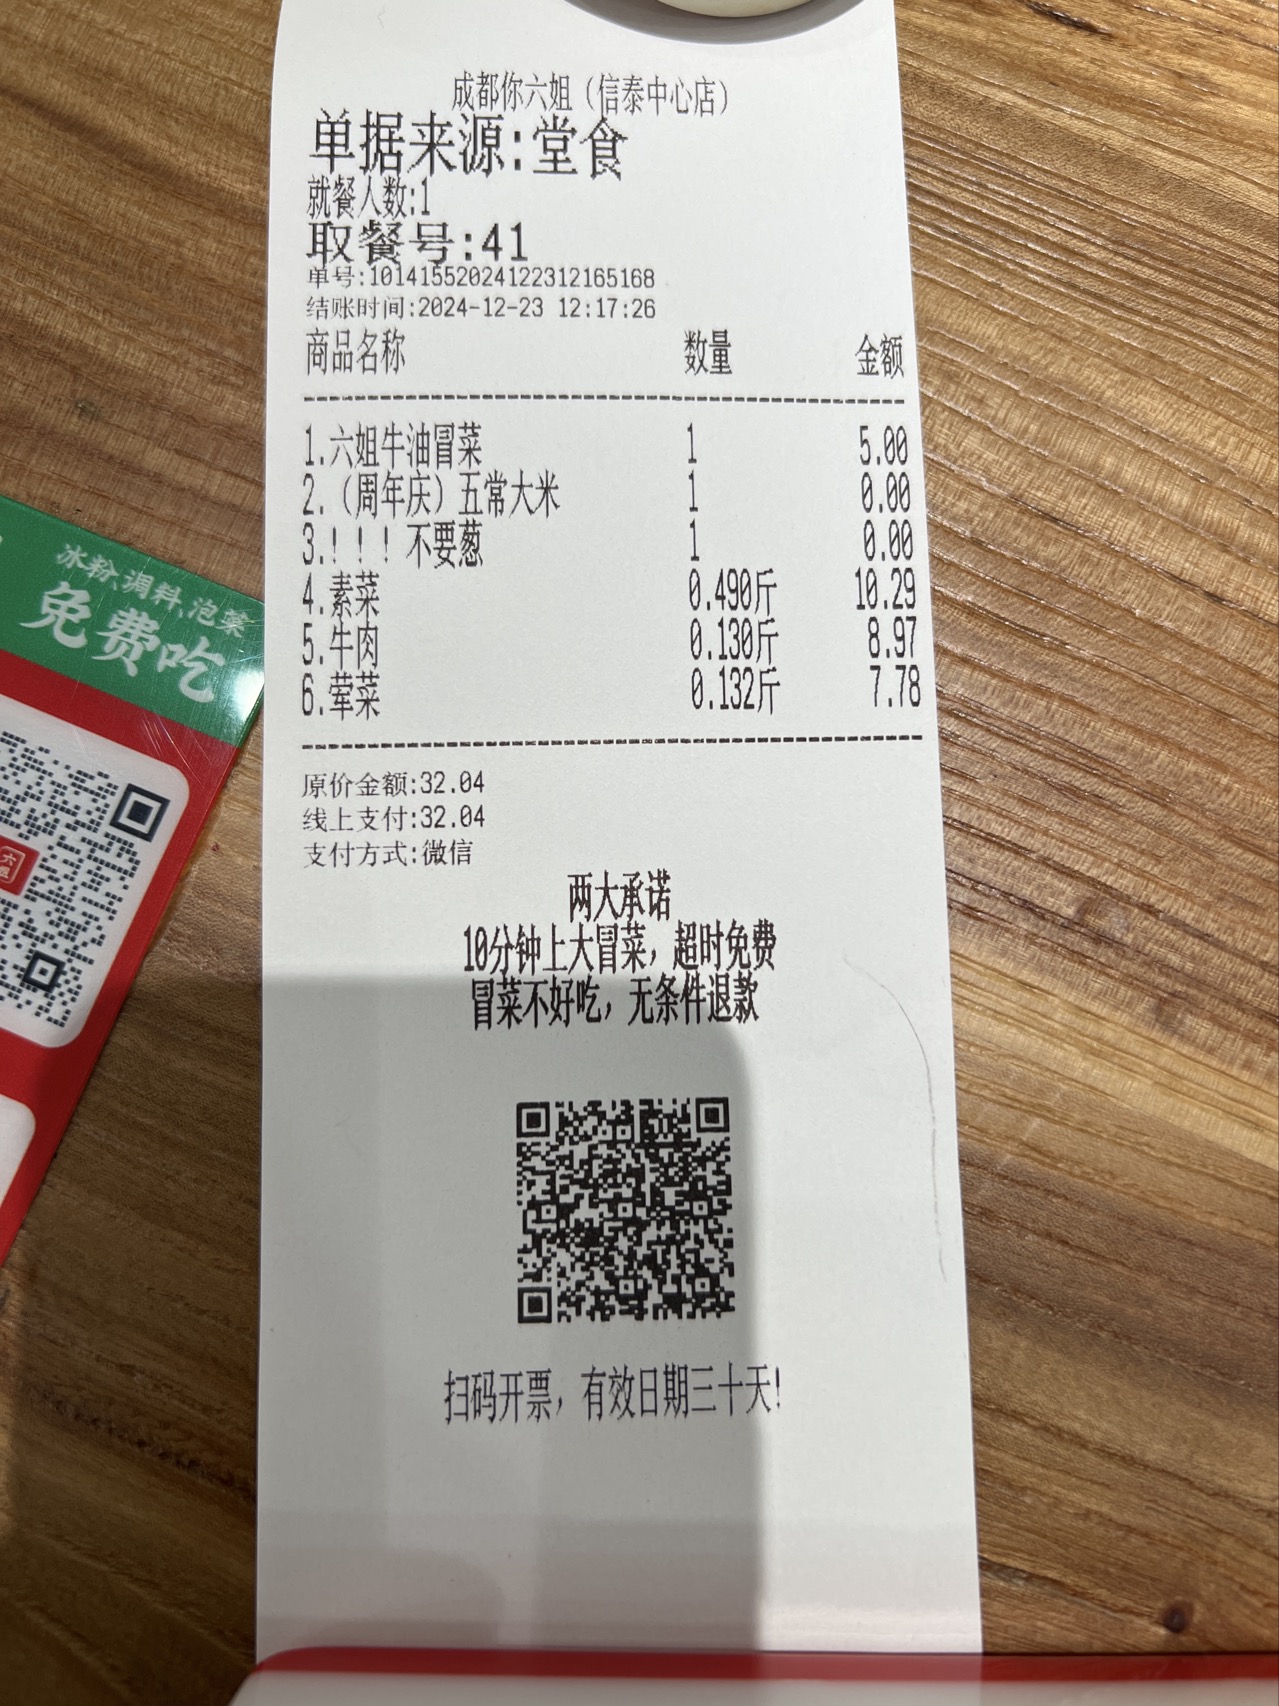 成都你六姐（信泰中心店）
单据来源:堂食
就餐人数:1
取餐号:41
单号:10141552024122312165168
结账时间:2024-12-23 12:17:26
商品名称 数量 金额
1.六姐牛油冒菜 1 5.00
2.（周年庆）五常大米 1 0.00
3.！！！不要葱 1 0.00
4.素菜 0.490斤 10.29
5.牛肉 0.130斤 8.97
6.荤菜 0.132斤 7.78
原价金额:32.04
线上支付:32.04
支付方式:微信
两大承诺
10分钟上大冒菜，超时免费
冒菜不好吃，无条件退款
扫码开票，有效日期三十天!
冰粉、调料、泡菜
免费吃